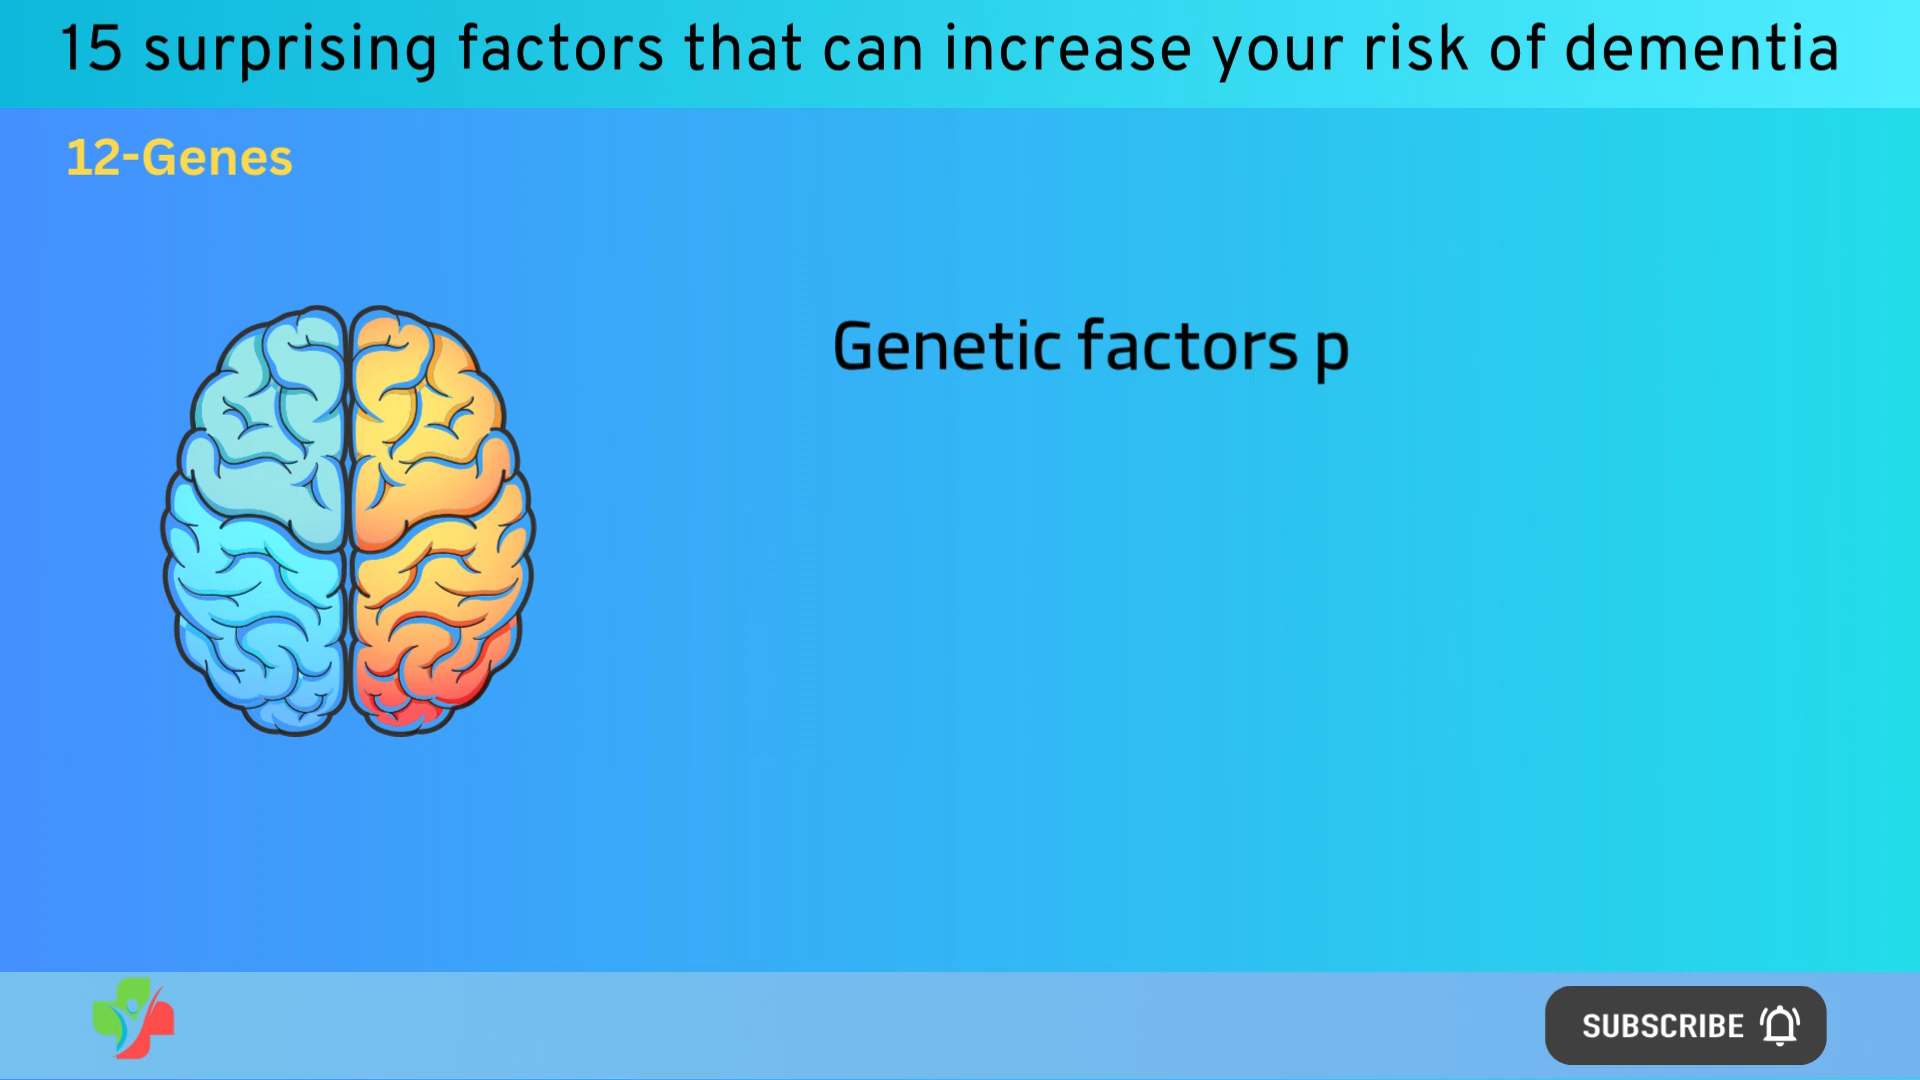 15 surprising factors that can increase your risk of dementia
12-Genes
Genetic factors p
SUBSCRIBE